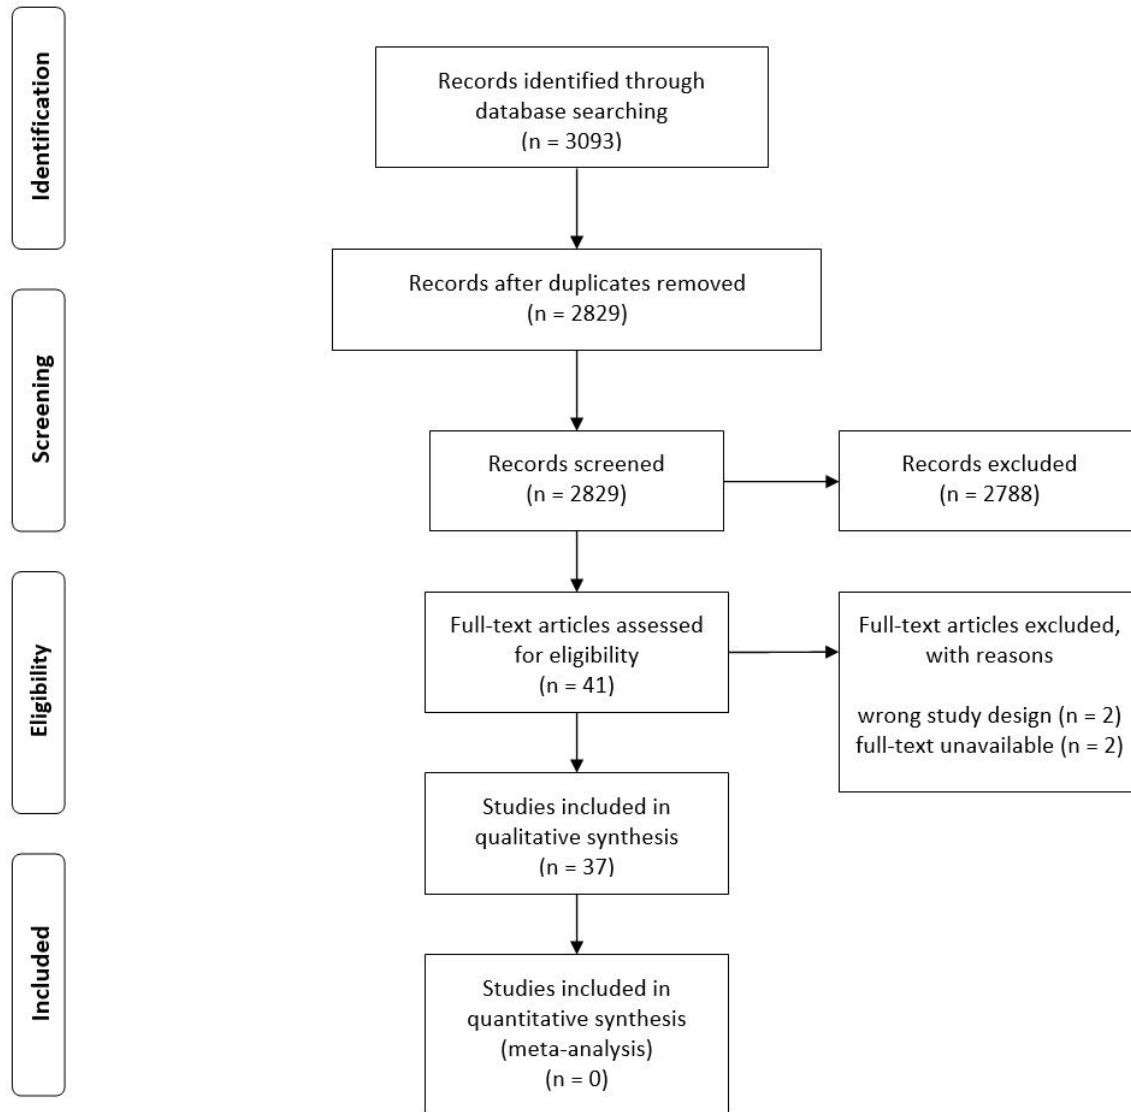 Identification
Records identified through
database searching
(n = 3093)
Records after duplicates removed
(n = 2829)
Screening
Records screened
(n = 2829)
Records excluded
(n = 2788)
Eligibility
Full-text articles assessed
for eligibility
(n = 41)
Full-text articles excluded,
with reasons
wrong study design (n = 2)
full-text unavailable (n = 2)
Studies included in
qualitative synthesis
(n = 37)
Included
Studies included in
quantitative synthesis
(meta-analysis)
(n = 0)